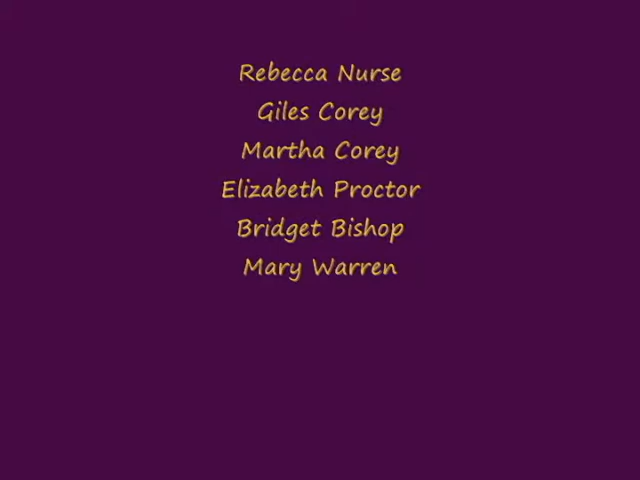 Rebecca Nurse
Giles Corey
Martha Corey
Elizabeth Proctor
Bridget Bishop
Mary Warren